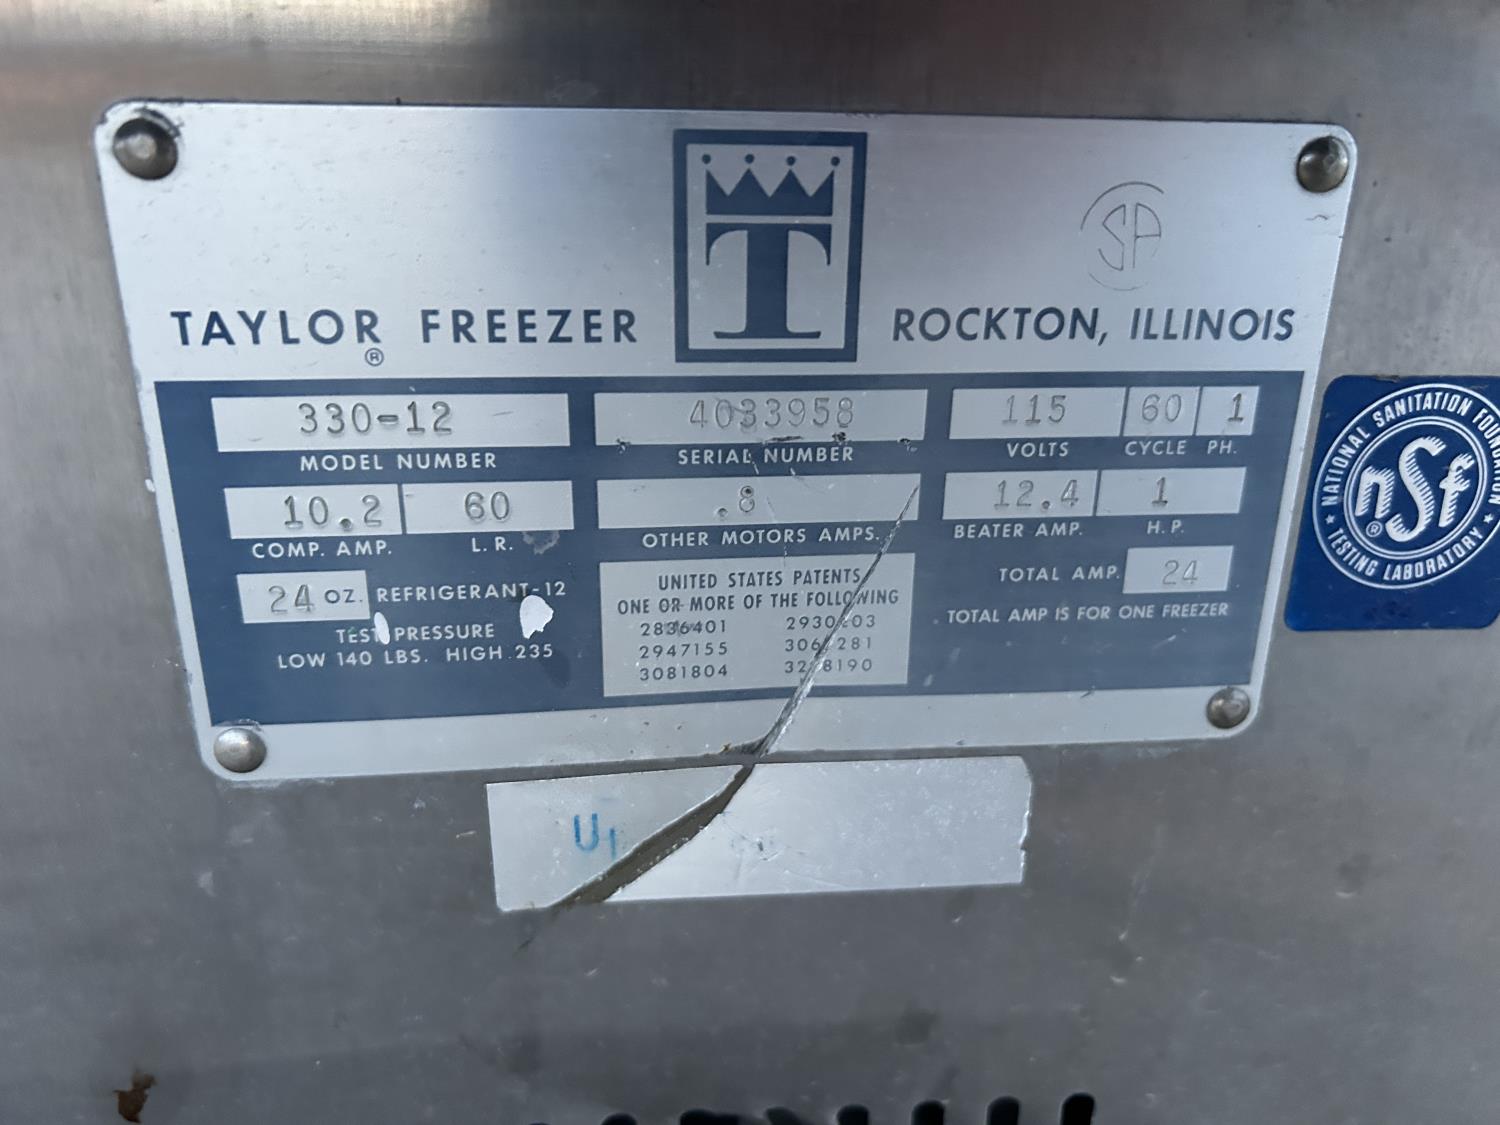 T
SA
TAYLOR FREEZER ROCKTON, ILLINOIS
®
330-12 4033958 115 60 1
MODEL NUMBER SERIAL NUMBER VOLTS CYCLE PH.
10.2 60 .8 12.4 1
COMP. AMP. L.R. OTHER MOTORS AMPS. BEATER AMP. H.P.
24 OZ. REFRIGERANT-12
TEST PRESSURE
LOW 140 LBS. HIGH 235
UNITED STATES PATENTS
ONE OR MORE OF THE FOLLOWING
2836401
2947155
3081804
TOTAL AMP. 24
TOTAL AMP IS FOR ONE FREEZER
NATIONAL SANITATION FOUNDATION
nsf
®
TESTING LABORATORY